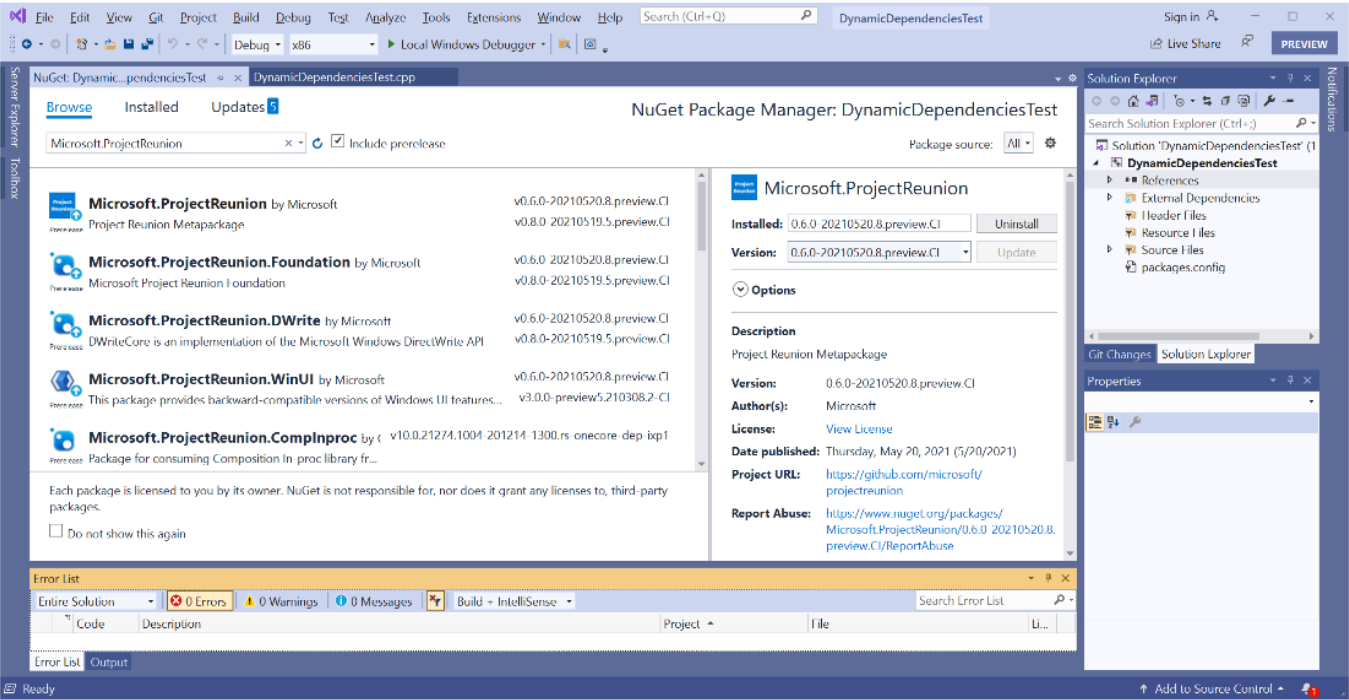 File Edit View Git Project Build Debug Test Analyze Tools Extensions Window Help Search (Ctrl+Q) DynamicDependenciesTest Sign in
Debug x86 Local Windows Debugger Live Share PREVIEW
Server Explorer
Toolbox
NuGet: Dynamic...pendenciesTest DynamicDependenciesTest.cpp
Browse Installed Updates 5 NuGet Package Manager: DynamicDependenciesTest
Microsoft.ProjectReunion Include prerelease Package source: All
Microsoft.ProjectReunion by Microsoft v0.6.0-20210520.8.preview.CI
Prerelease Project Reunion Metapackage v0.8.0-20210519.5.preview.CI
Microsoft.ProjectReunion.Foundation by Microsoft v0.6.0-20210520.8.preview.CI
Prerelease Microsoft Project Reunion Foundation v0.8.0-20210519.5.preview.CI
Microsoft.ProjectReunion.DWrite by Microsoft v0.6.0-20210520.8.preview.CI
Prerelease DWriteCore is an implementation of the Microsoft Windows DirectWrite API v0.8.0-20210519.5.preview.CI
Microsoft.ProjectReunion.WinUI by Microsoft v0.6.0-20210520.8.preview.CI
Prerelease This package provides backward-compatible versions of Windows UI features... v3.0.0-preview5.210308.2-CI
Microsoft.ProjectReunion.CompInproc by ( v10.0.21274.1004-201214-1300.rs-onecore-dep-ixp1
Prerelease Package for consuming Composition In-proc library fr...
Each package is licensed to you by its owner. NuGet is not responsible for, nor does it grant any licenses to, third-party
packages.
Do not show this again
Project Reunion Microsoft.ProjectReunion
Installed: 0.6.0-20210520.8.preview.CI Uninstall
Version: 0.6.0-20210520.8.preview.CI Update
Options
Description
Project Reunion Metapackage
Version: 0.6.0-20210520.8.preview.CI
Author(s): Microsoft
License: View License
Date published: Thursday, May 20, 2021 (5/20/2021)
Project URL: https://github.com/microsoft/
projectreunion
Report Abuse: https://www.nuget.org/packages/
Microsoft.ProjectReunion/0.6.0-20210520.8.
preview.CI/ReportAbuse
Solution Explorer
Search Solution Explorer (Ctrl+;)
Solution 'DynamicDependenciesTest' (1
DynamicDependenciesTest
References
External Dependencies
Header Files
Resource Files
Source Files
packages.config
Git Changes Solution Explorer
Properties
Notifications
Error List
Entire Solution 0 Errors 0 Warnings 0 Messages Build + IntelliSense Search Error List
Code Description Project File Li...
Error List Output
Ready Add to Source Control 1